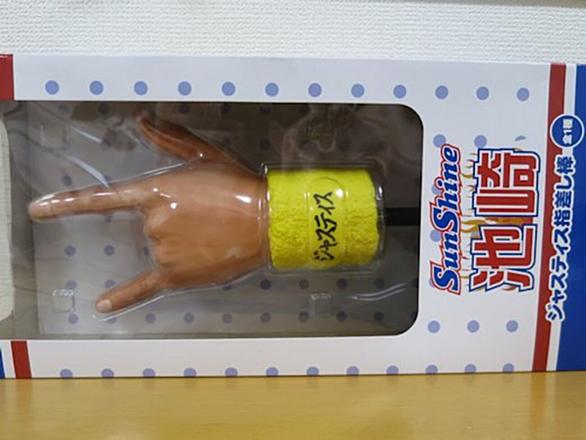 SunShine
池崎
ジャスティス指差し棒
全1種
ジャスティス